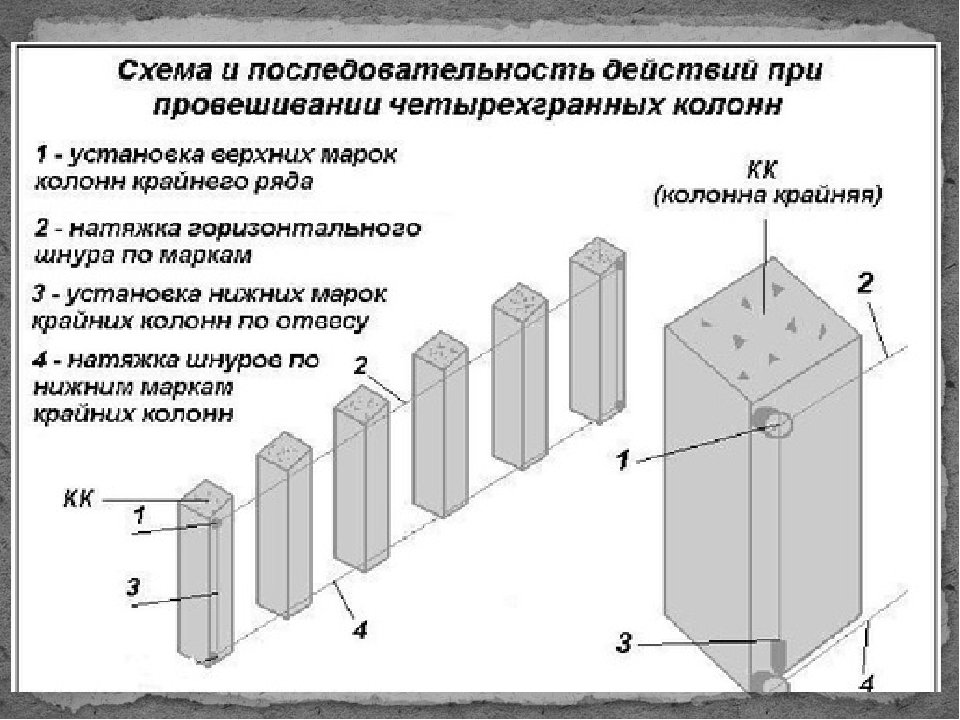 Схема и последовательность действий при
провешивании четырехгранных колонн
1 - установка верхних марок
колонн крайнего ряда
2 - натяжка горизонтального
шнура по маркам
3 - установка нижних марок
крайних колонн по отвесу
4 - натяжка шнуров по
нижним маркам
крайних колонн
КК
(колонна крайняя)
2
2
1
КК
1
3
4
3
4